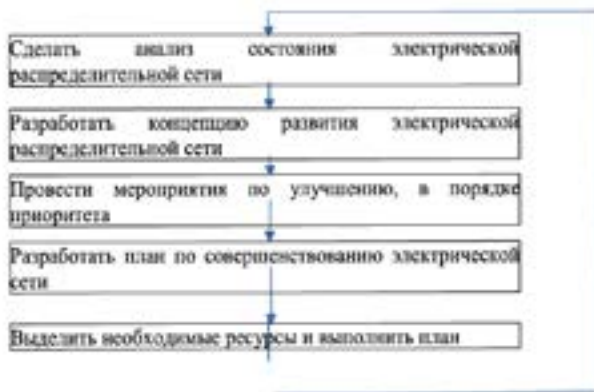 Сделать анализ состояния электрической
распределительной сети
Разработать концепцию развития электрической
распределительной сети
Провести мероприятия по улучшению, в порядке
приоритета
Разработать план по совершенствованию электрической
сети
Выделить необходимые ресурсы и выполнить план